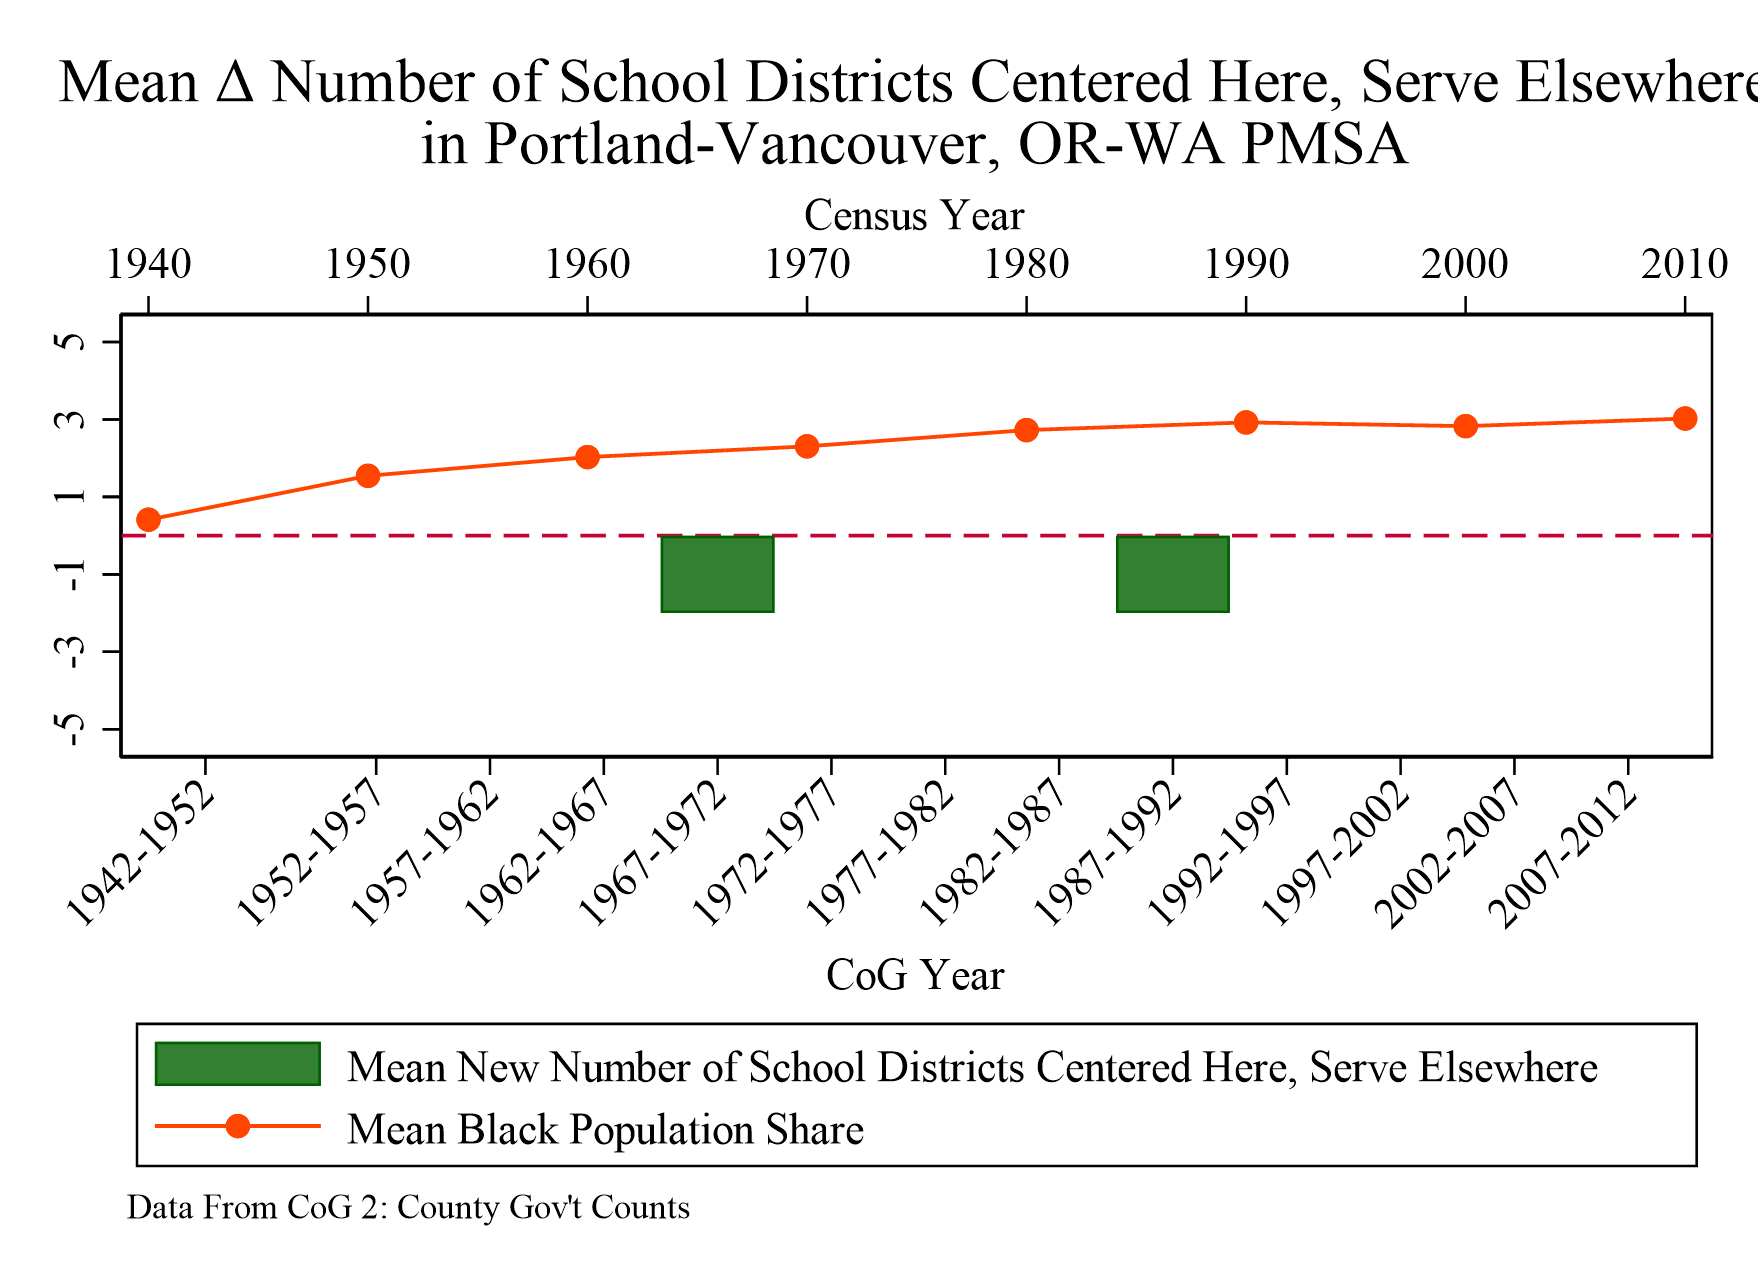 Mean Δ Number of School Districts Centered Here, Serve Elsewhere
in Portland-Vancouver, OR-WA PMSA
Census Year
1940 1950 1960 1970 1980 1990 2000 2010
5
3
1
-1
-3
-5
1942-1952 1952-1957 1957-1962 1962-1967 1967-1972 1972-1977 1977-1982 1982-1987 1987-1992 1992-1997 1997-2002 2002-2007 2007-2012
CoG Year
Mean New Number of School Districts Centered Here, Serve Elsewhere
Mean Black Population Share
Data From CoG 2: County Gov't Counts